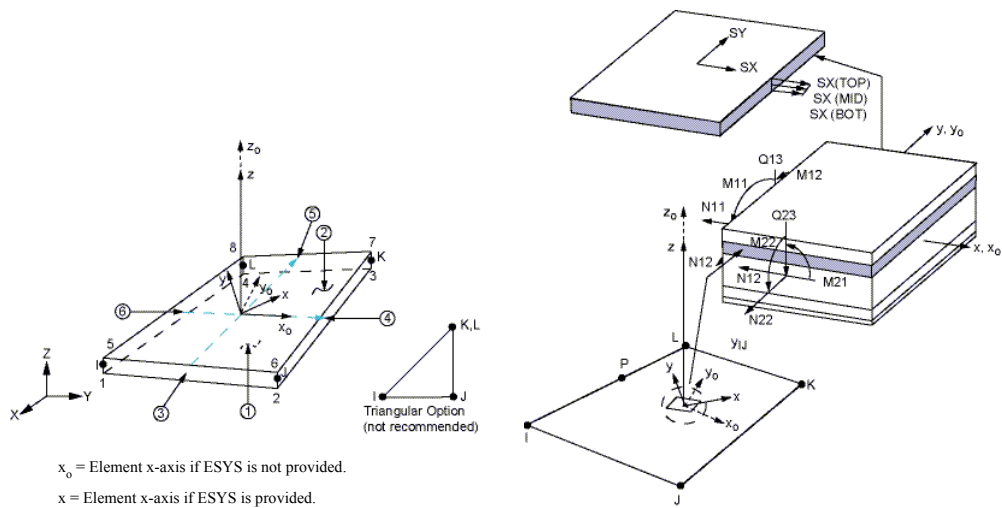 z₀
z
5
2
8
L
7
K
3
4
y
y₀
x
x₀
6
4
5
I
1
6
J
2
3
1
Z
Y
X
K,L
I
J
Triangular Option
(not recommended)
x₀ = Element x-axis if ESYS is not provided.
x = Element x-axis if ESYS is provided.
SY
SX
SX(TOP)
SX (MID)
SX (BOT)
y, y₀
Q13
M12
M11
N11
Q23
z₀
z
M22
N12
N12
M21
x, x₀
N22
L
yIJ
P
y
y₀
K
I
x
x₀
I
J